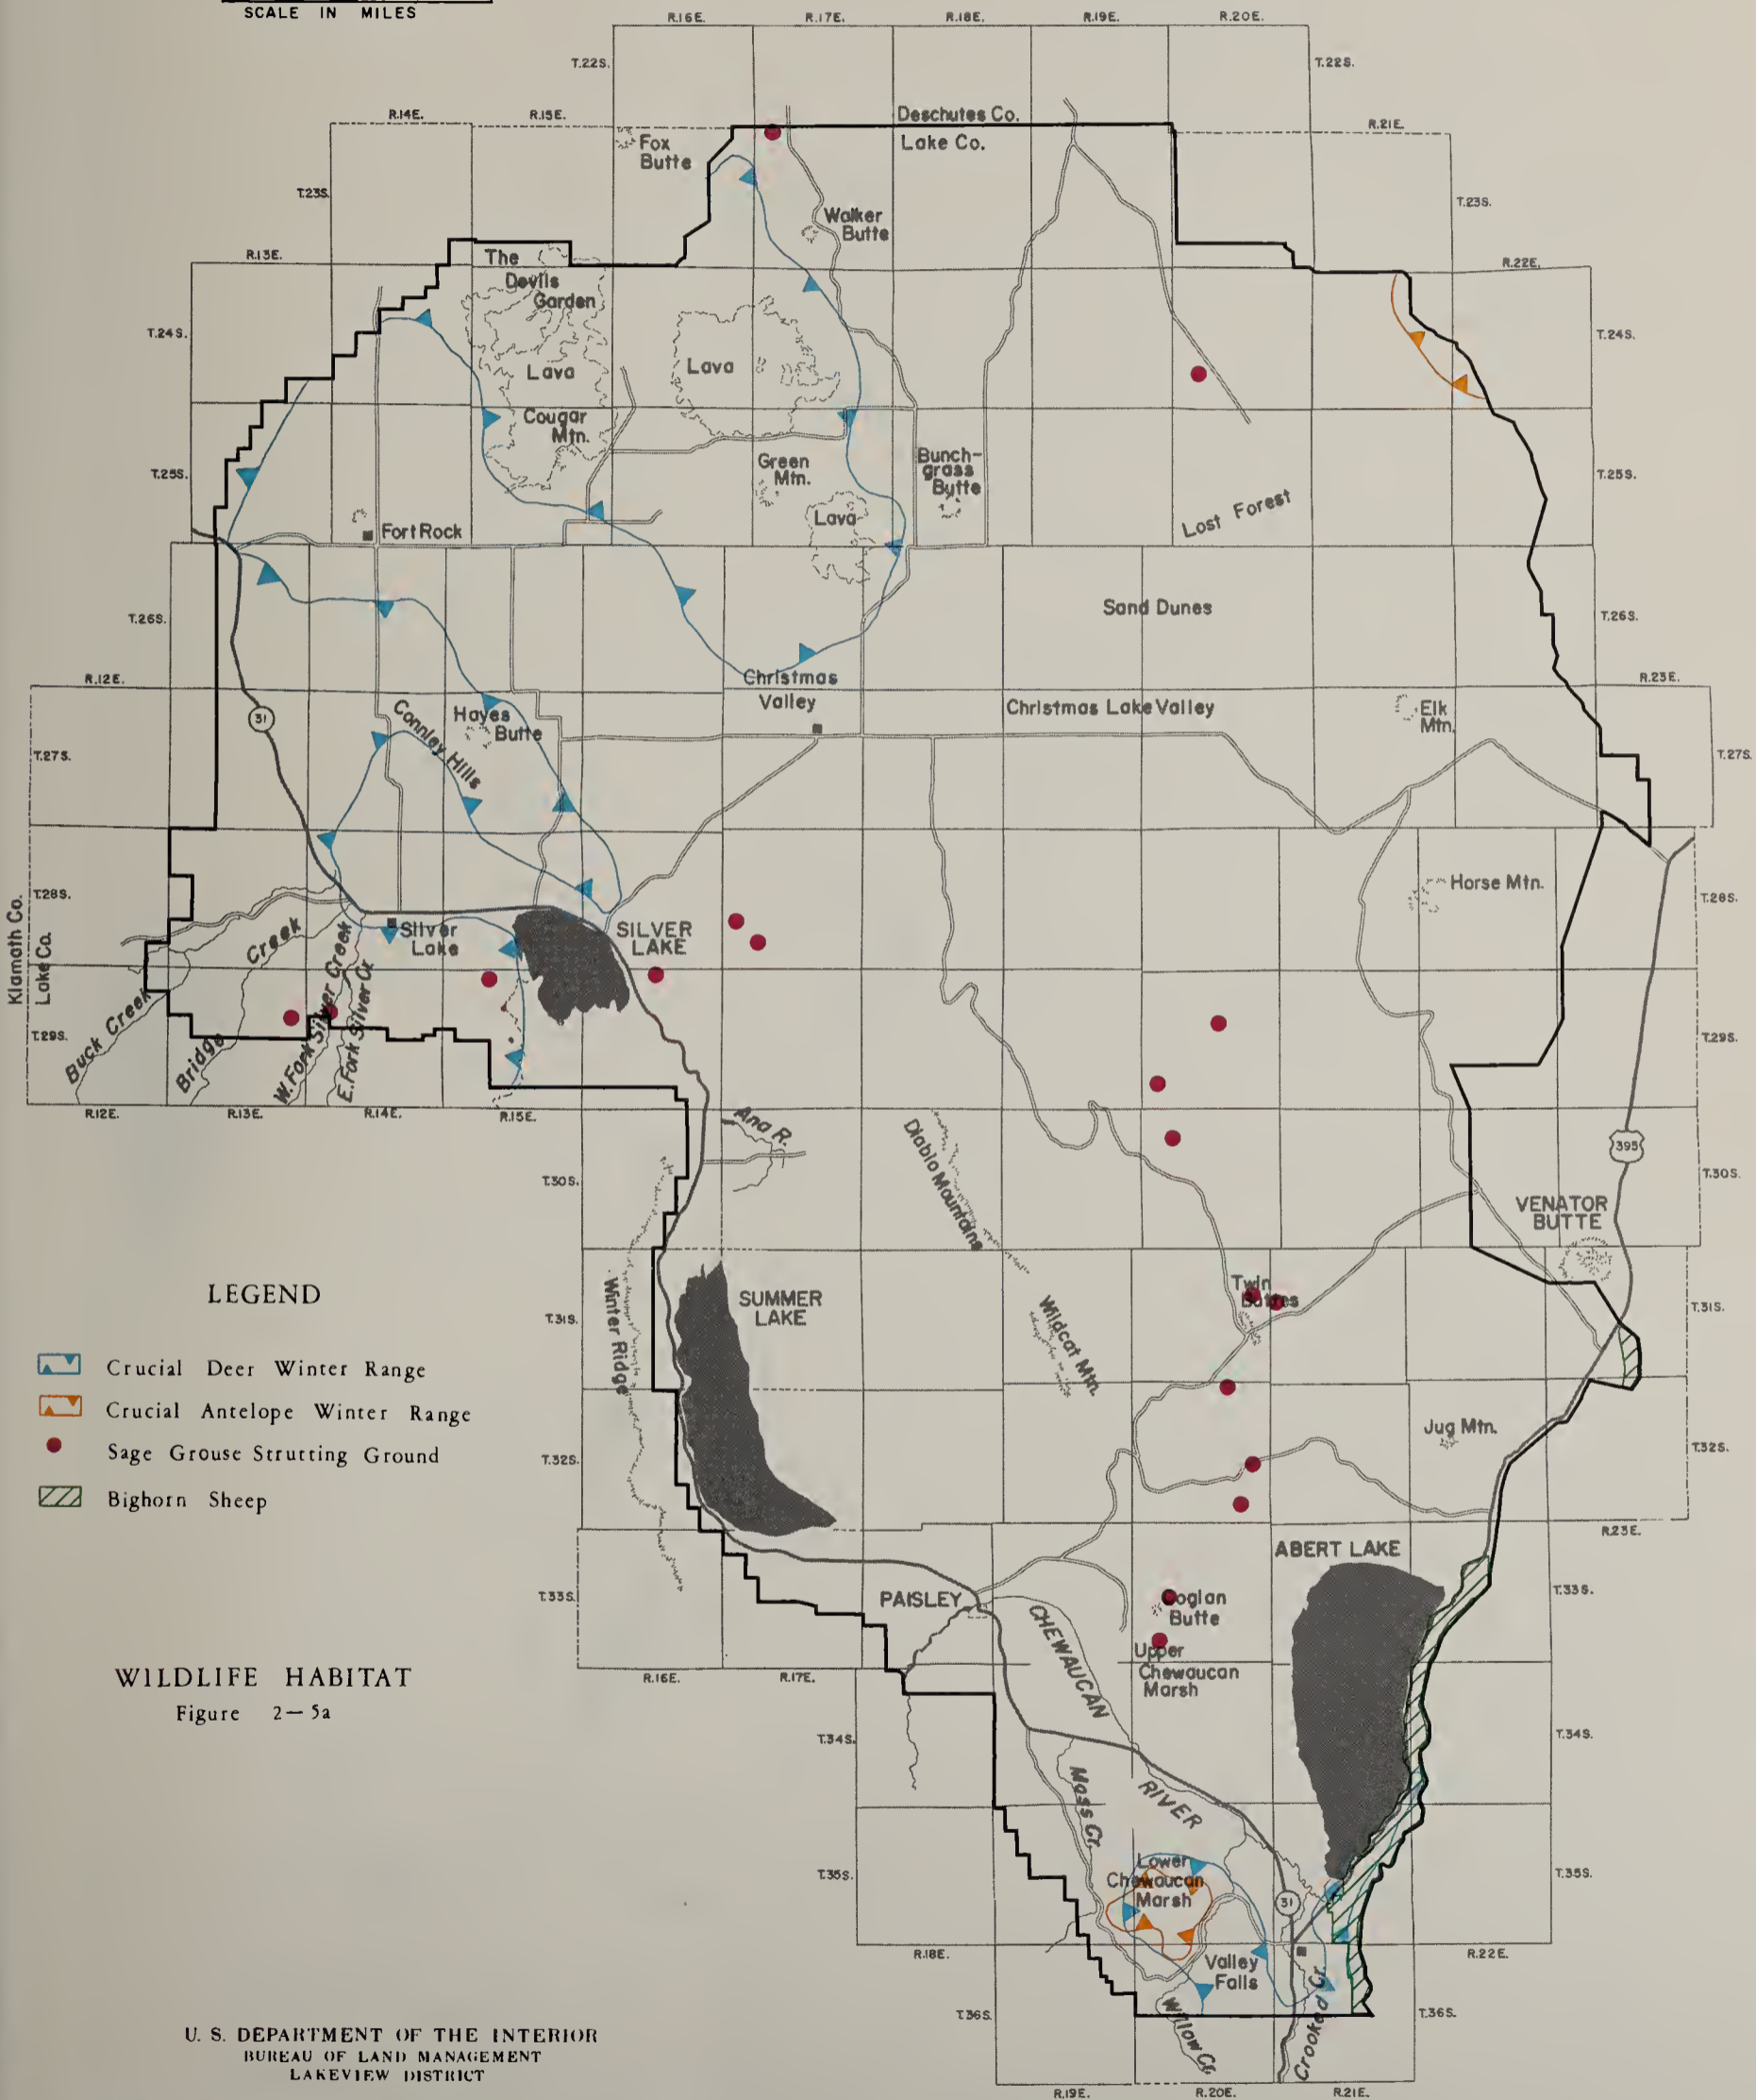 SCALE IN MILES
R.16E. R.17E. R.18E. R.19E. R.20E.
T.22S. T.22S.
R.14E. R.15E. Deschutes Co. R.21E.
Fox
Butte
Lake Co.
T.23S. T.23S.
Walker
Butte
R.13E. R.22E.
The
Devils
Garden
T.24S. T.24S.
Lava
Lava
Cougar
Mtn.
T.25S. T.25S.
Green
Mtn.
Bunch-
grass
Butte
Lava
Lost Forest
Fort Rock
T.26S. T.26S.
Sand Dunes
R.12E. R.23E.
Christmas
Valley
Christmas Lake Valley
31
Connley Hills
Hayes
Butte
Elk
Mtn.
T.27S. T.27S.
Klamath Co.
Lake Co.
T.28S. T.28S.
Horse Mtn.
Silver
Lake
SILVER
LAKE
Buck Creek
Bridge Creek
W. Fork Silver Creek
E. Fork Silver Cr.
T.29S. T.29S.
R.12E. R.13E. R.14E. R.15E.
Ana R.
Diablo Mountains
395
T.30S. T.30S.
VENATOR
BUTTE
Winter Ridge
SUMMER
LAKE
Twin
Buttes
T.31S. T.31S.
Wildcat Mtn.
Jug Mtn.
T.32S. T.32S.
R.23E.
LEGEND
Crucial Deer Winter Range
Crucial Antelope Winter Range
Sage Grouse Strutting Ground
Bighorn Sheep
ABERT LAKE
T.33S. T.33S.
PAISLEY
Coglan
Butte
Upper
Chewaucan
Marsh
CHEWAUCAN RIVER
R.16E. R.17E.
WILDLIFE HABITAT
Figure 2-5a
T.34S. T.34S.
Moss Cr.
T.35S. T.35S.
Lower
Chewaucan
Marsh
31
R.18E. R.22E.
Valley
Falls
T.36S. T.36S.
Willow Cr.
Crooked Cr.
R.19E. R.20E. R.21E.
U. S. DEPARTMENT OF THE INTERIOR
BUREAU OF LAND MANAGEMENT
LAKEVIEW DISTRICT